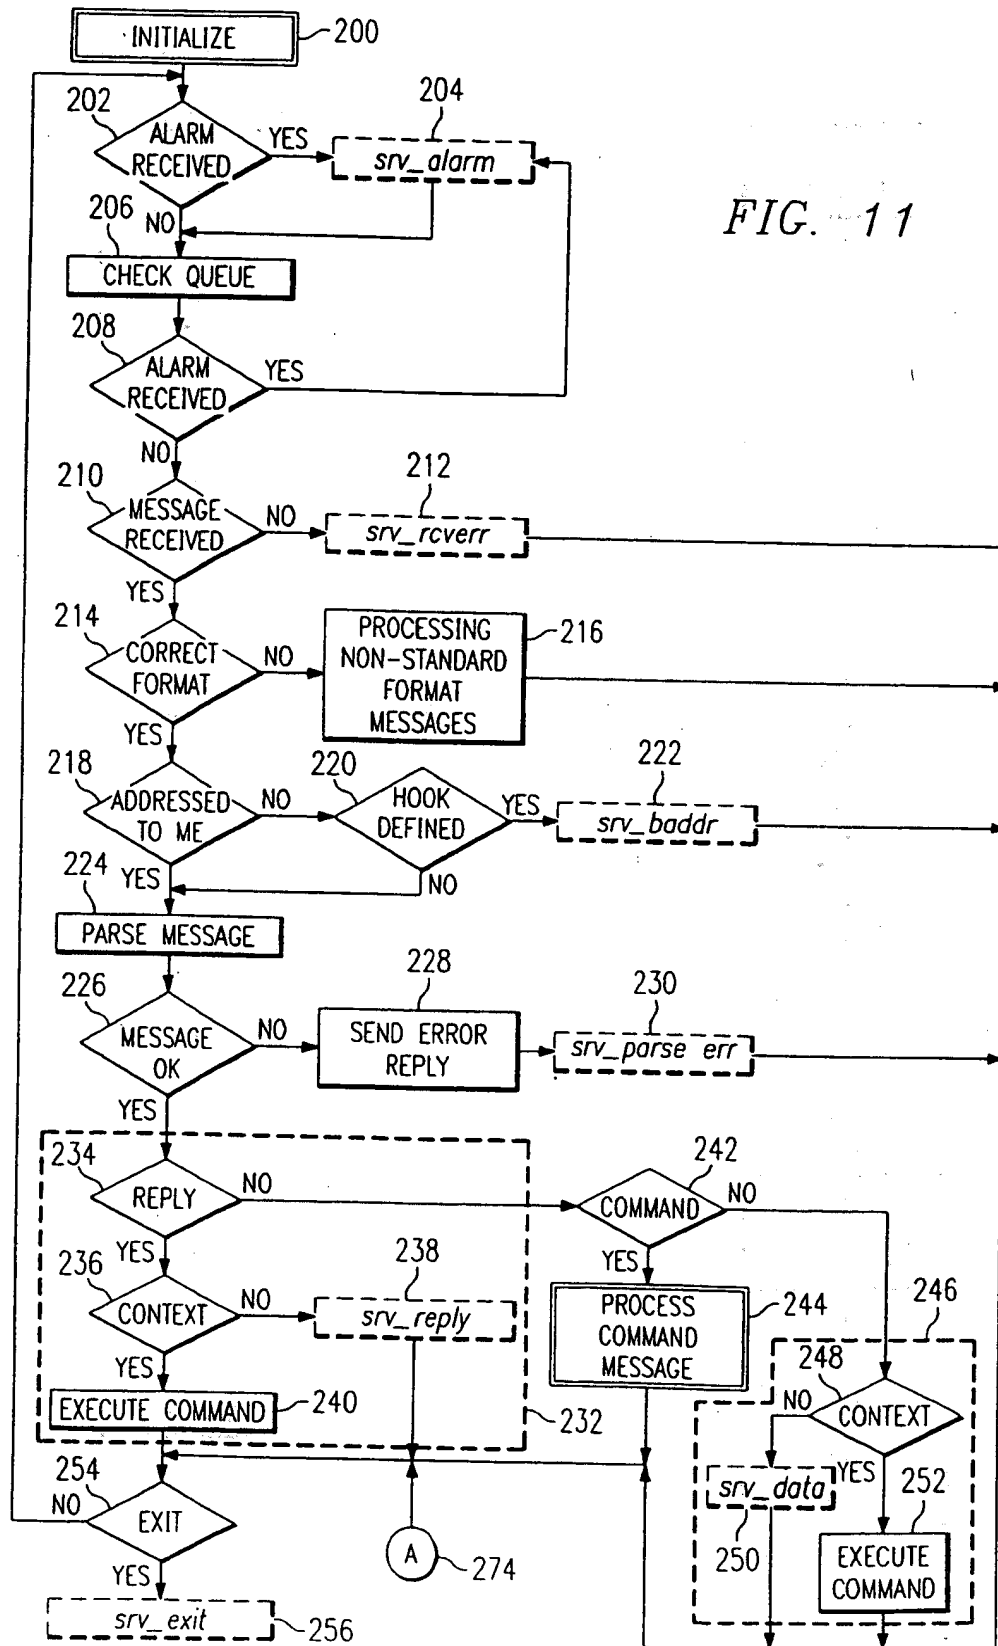 INITIALIZE
200
202
ALARM
RECEIVED
YES
204
srv_alarm
NO
FIG. 11
206
CHECK QUEUE
208
ALARM
RECEIVED
YES
NO
210
MESSAGE
RECEIVED
NO
212
srv_rcverr
YES
214
CORRECT
FORMAT
NO
PROCESSING
NON-STANDARD
FORMAT
MESSAGES
216
YES
218
ADDRESSED
TO ME
NO
220
HOOK
DEFINED
YES
222
srv_baddr
YES
NO
224
PARSE MESSAGE
226
MESSAGE
OK
NO
228
SEND ERROR
REPLY
230
srv_parse err
YES
234
REPLY
NO
242
COMMAND
NO
YES
YES
236
CONTEXT
NO
238
srv_reply
PROCESS
COMMAND
MESSAGE
244
246
YES
248
CONTEXT
NO
EXECUTE COMMAND
240
232
254
NO
EXIT
YES
srv_data
250
252
EXECUTE
COMMAND
A
274
YES
srv_exit
256